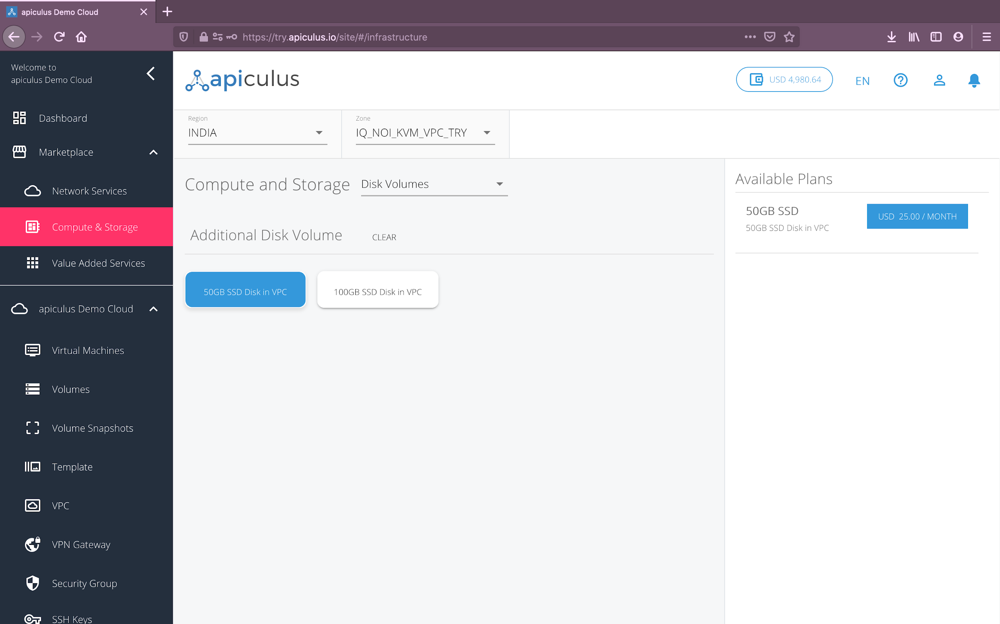 apiculus Demo Cloud
https://try.apiculus.io/site/#/infrastructure
Welcome to
apiculus Demo Cloud
Dashboard
Marketplace
Network Services
Compute & Storage
Value Added Services
apiculus Demo Cloud
Virtual Machines
Volumes
Volume Snapshots
Template
VPC
VPN Gateway
Security Group
SSH Keys
apiculus
USD 4,980.64
EN
Region
INDIA
Zone
IQ_NOI_KVM_VPC_TRY
Compute and Storage
Disk Volumes
Additional Disk Volume
CLEAR
50GB SSD Disk in VPC
100GB SSD Disk in VPC
Available Plans
50GB SSD
50GB SSD Disk in VPC
USD 25.00 / MONTH